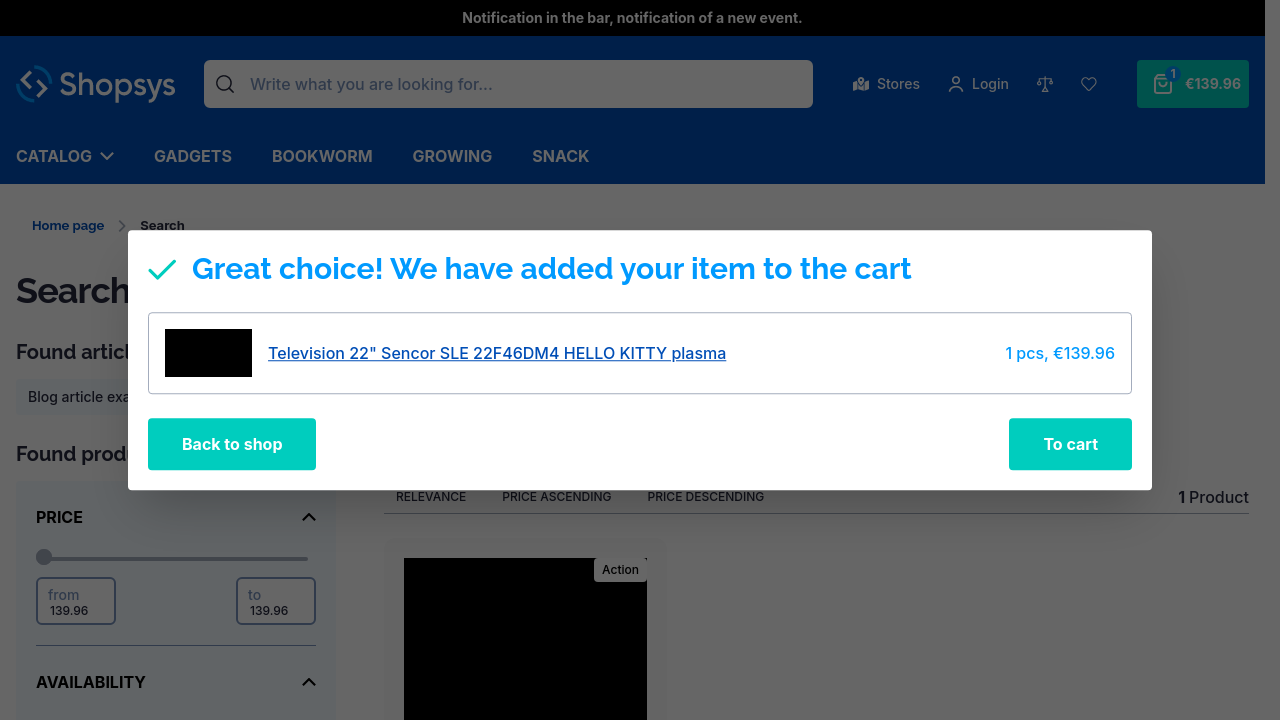 Notification in the bar, notification of a new event.
Shopsys
Write what you are looking for...
Stores
Login
1
€139.96
CATALOG
GADGETS
BOOKWORM
GROWING
SNACK
Home page
Search
Search
Great choice! We have added your item to the cart
Television 22" Sencor SLE 22F46DM4 HELLO KITTY plasma
1 pcs, €139.96
Back to shop
To cart
Found artic
Blog article exa
Found prod
PRICE
from
139.96
to
139.96
AVAILABILITY
RELEVANCE
PRICE ASCENDING
PRICE DESCENDING
1 Product
Action